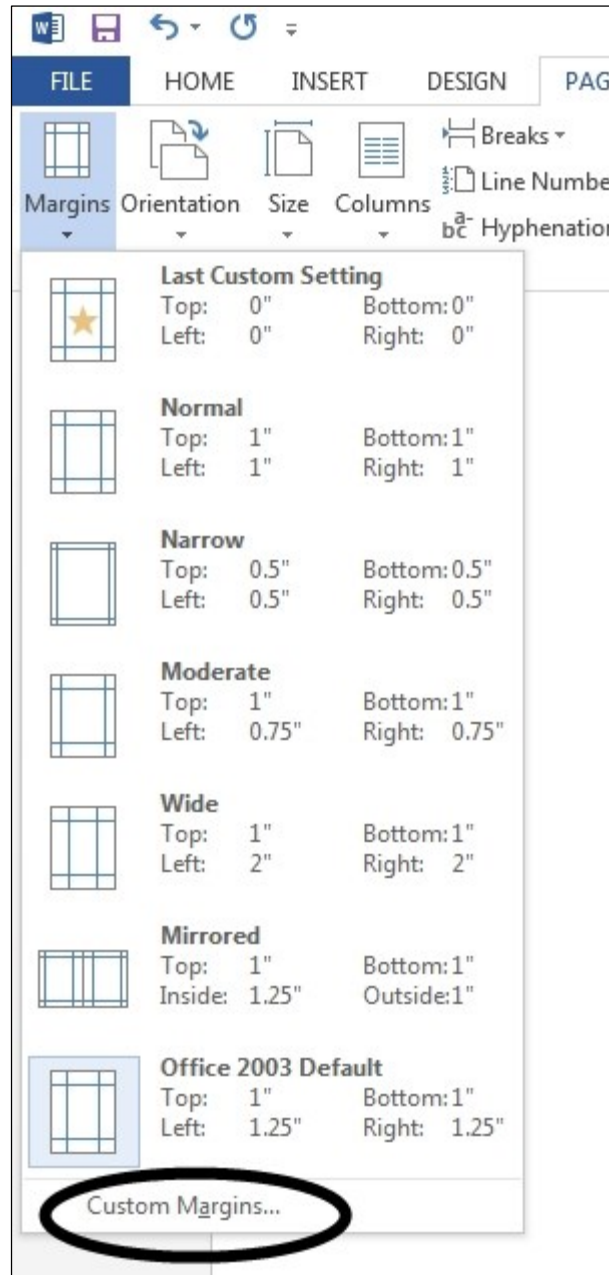 FILE HOME INSERT DESIGN PAG
Breaks
Line Numbe
Margins Orientation Size Columns
Hyphenation
Last Custom Setting
Top: 0" Bottom: 0"
Left: 0" Right: 0"
Normal
Top: 1" Bottom: 1"
Left: 1" Right: 1"
Narrow
Top: 0.5" Bottom: 0.5"
Left: 0.5" Right: 0.5"
Moderate
Top: 1" Bottom: 1"
Left: 0.75" Right: 0.75"
Wide
Top: 1" Bottom: 1"
Left: 2" Right: 2"
Mirrored
Top: 1" Bottom: 1"
Inside: 1.25" Outside: 1"
Office 2003 Default
Top: 1" Bottom: 1"
Left: 1.25" Right: 1.25"
Custom Margins...